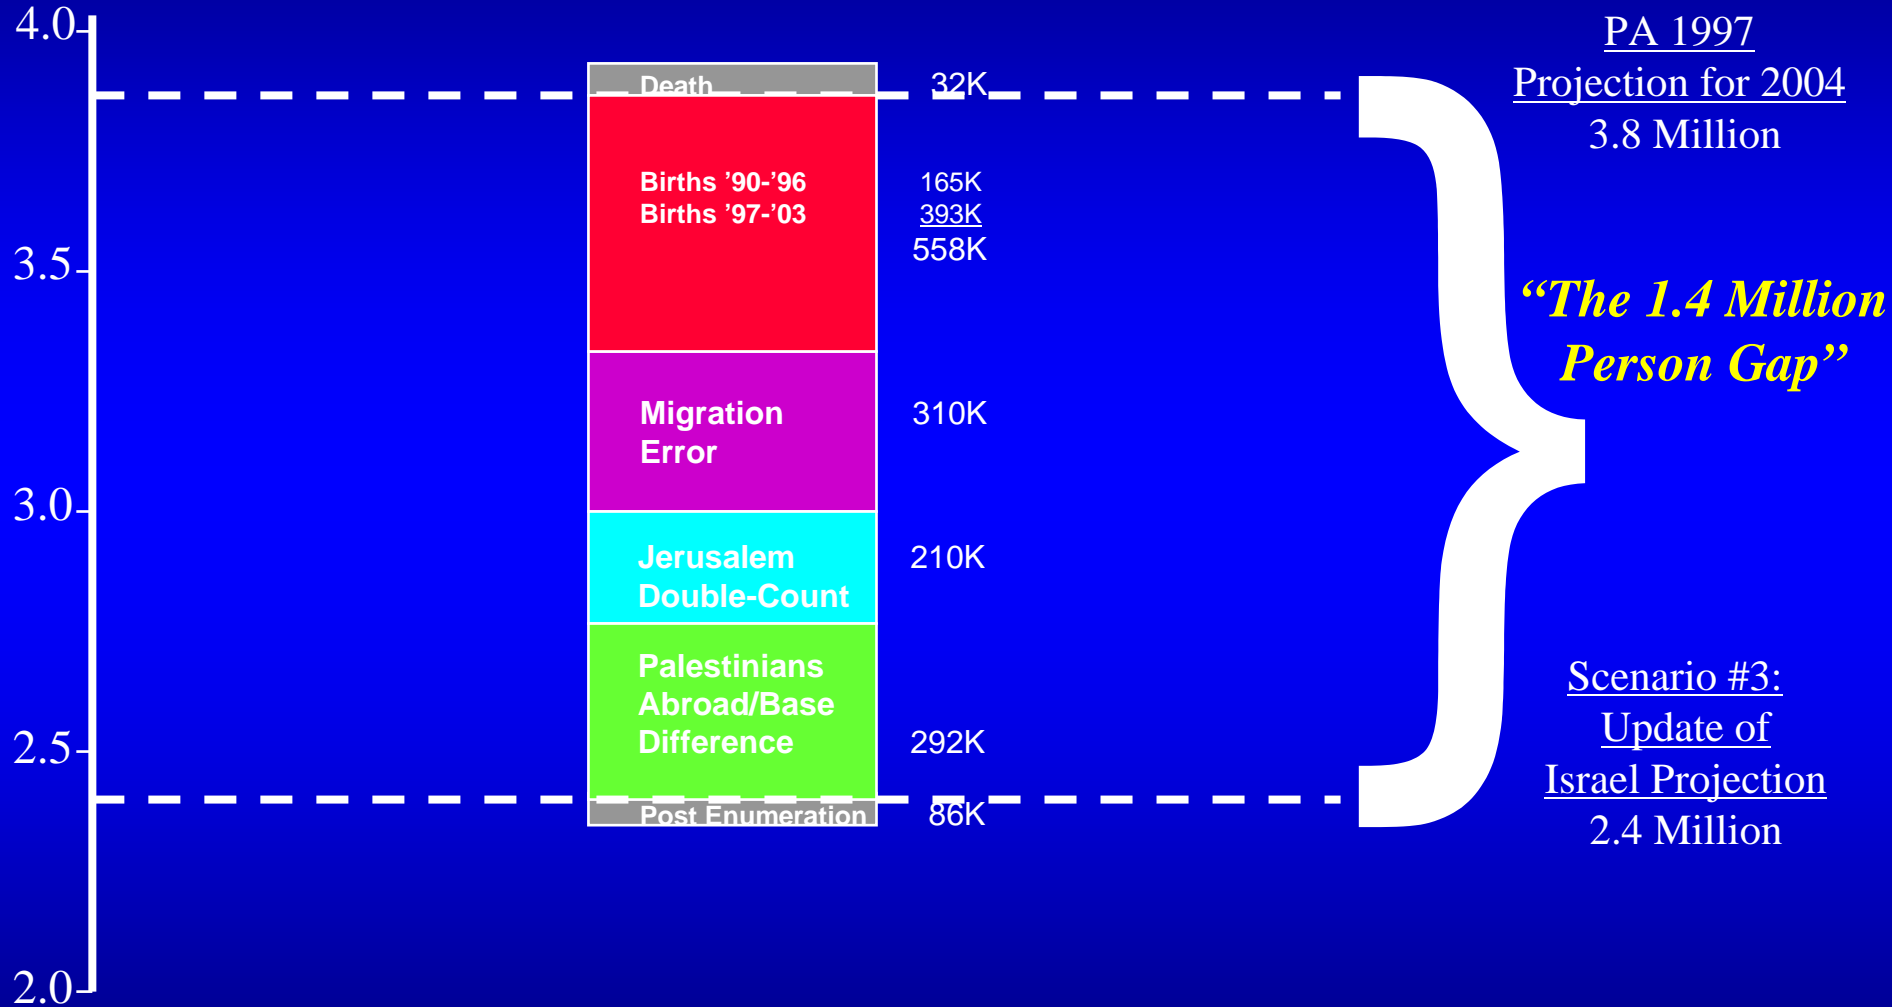 4.0
3.5
3.0
2.5
2.0
Death 32K
Births ’90-’96 165K
Births ’97-’03 393K
558K
Migration 310K
Error
Jerusalem 210K
Double-Count
Palestinians
Abroad/Base
Difference 292K
Post Enumeration 86K
PA 1997
Projection for 2004
3.8 Million
“The 1.4 Million
Person Gap”
Scenario #3:
Update of
Israel Projection
2.4 Million